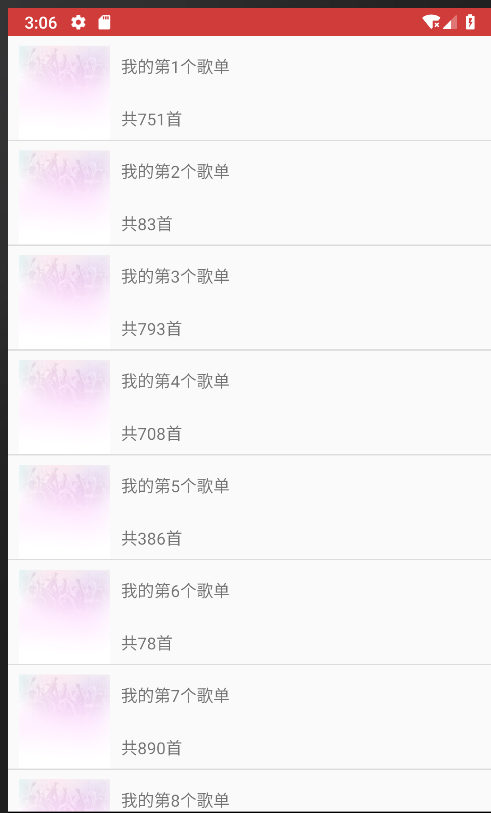 3:06
我的第1个歌单
共751首
我的第2个歌单
共83首
我的第3个歌单
共793首
我的第4个歌单
共708首
我的第5个歌单
共386首
我的第6个歌单
共78首
我的第7个歌单
共890首
我的第8个歌单